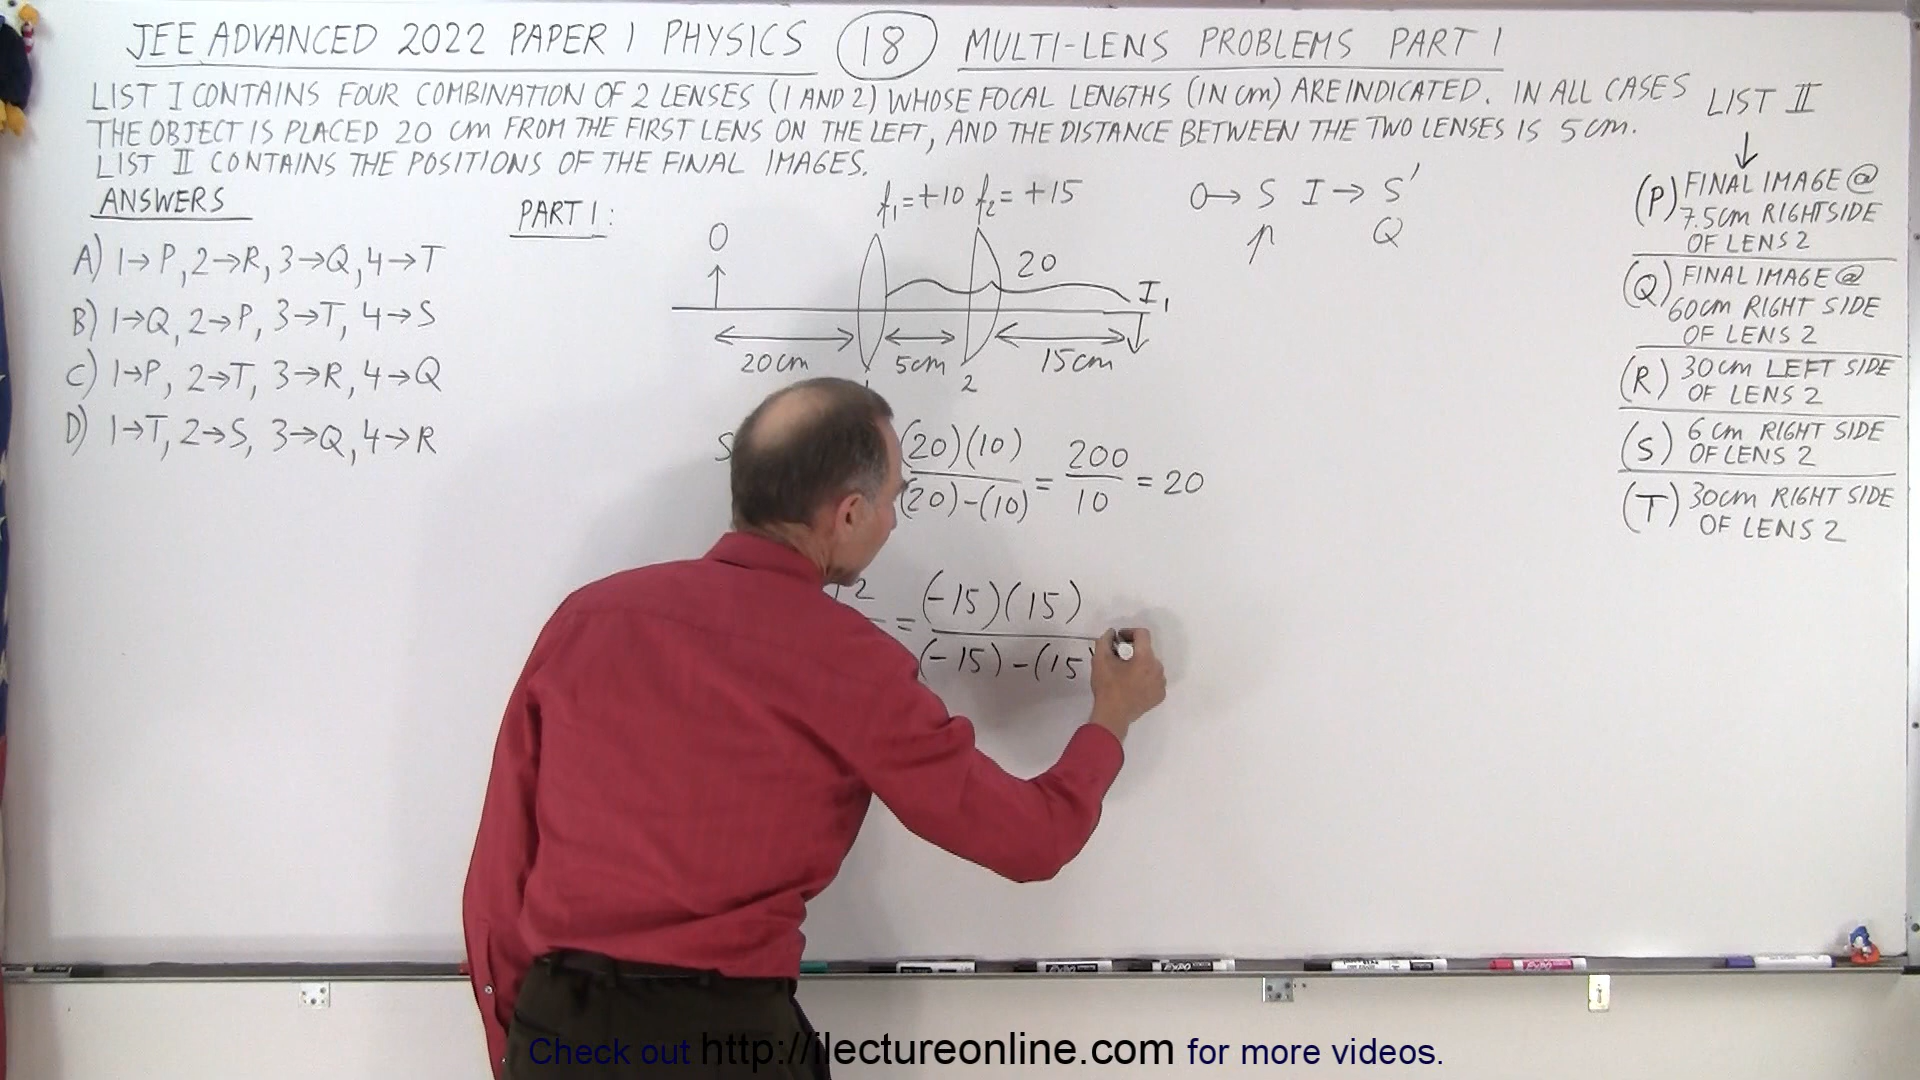 JEE ADVANCED 2022 PAPER 1 PHYSICS 18 MULTI-LENS PROBLEMS PART 1
LIST I CONTAINS FOUR COMBINATION OF 2 LENSES (1 AND 2) WHOSE FOCAL LENGTHS (IN cm) ARE INDICATED. IN ALL CASES
THE OBJECT IS PLACED 20 cm FROM THE FIRST LENS ON THE LEFT, AND THE DISTANCE BETWEEN THE TWO LENSES IS 5 cm.
LIST II CONTAINS THE POSITIONS OF THE FINAL IMAGES.
ANSWERS
A) 1→P, 2→R, 3→Q, 4→T
B) 1→Q, 2→P, 3→T, 4→S
C) 1→P, 2→T, 3→R, 4→Q
D) 1→T, 2→S, 3→Q, 4→R
PART 1:
f₁=+10 f₂=+15
O
20
I₁
20cm 5cm 15cm
1 2
O→S I→S'
p Q
S (20)(10) / (20)-(10) = 200 / 10 = 20
2 = (-15)(15) / (-15)-(15)
LIST II
↓
(P) FINAL IMAGE @
7.5cm RIGHT SIDE
OF LENS 2
(Q) FINAL IMAGE @
60cm RIGHT SIDE
OF LENS 2
(R) 30cm LEFT SIDE
OF LENS 2
(S) 6cm RIGHT SIDE
OF LENS 2
(T) 30cm RIGHT SIDE
OF LENS 2
EXPO EXPO EXPO
Check out http://ilectureonline.com for more videos.